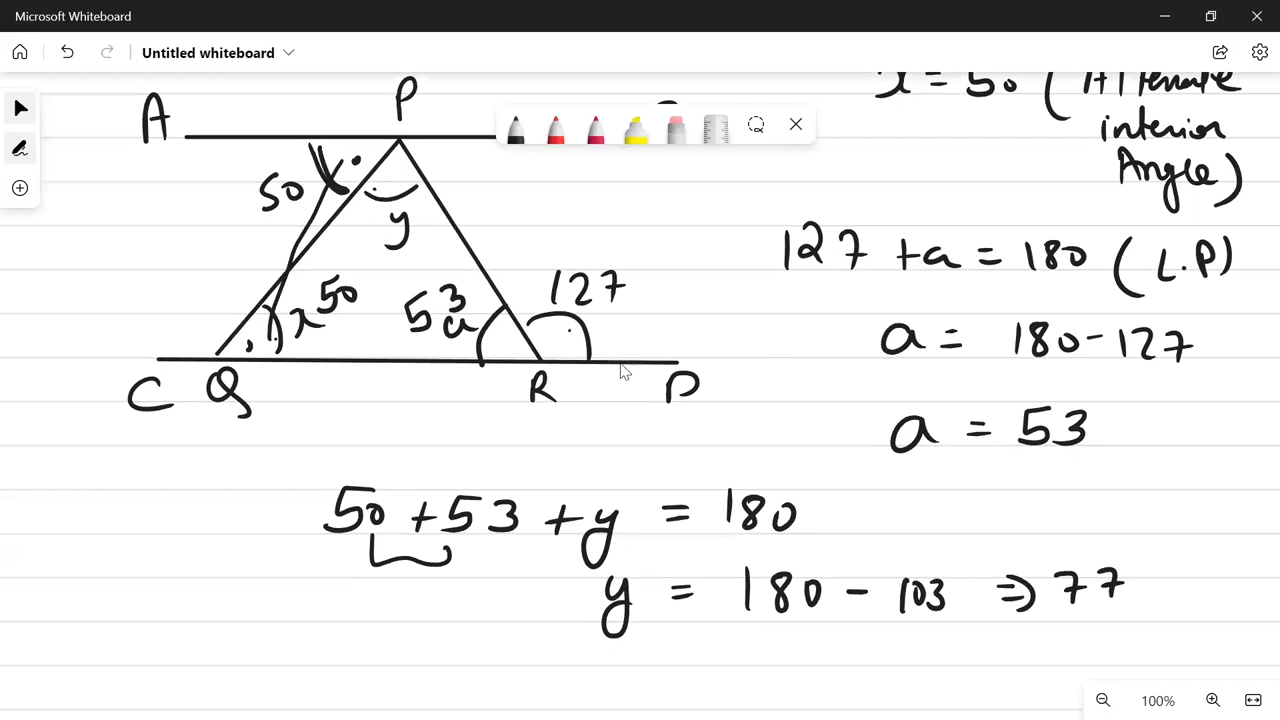 Microsoft Whiteboard
Untitled whiteboard
A
P
50
y
x 50
53
a
127
C
Q
R
D
x = 50 ( Alternate
interior
Angle )
127 + a = 180 ( L.P )
a = 180 - 127
a = 53
50 + 53 + y = 180
y = 180 - 103 ⇒ 77
100%